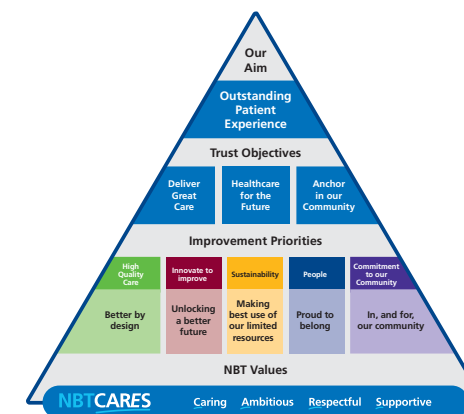 Our
Aim
Outstanding
Patient
Experience
Trust Objectives
Deliver
Great
Care
Healthcare
for the
Future
Anchor
in our
Community
Improvement Priorities
High
Quality
Care
Innovate to
improve
Sustainability
People
Commitment
to our
Community
Better by
design
Unlocking
a better
future
Making
best use of
our limited
resources
Proud to
belong
In, and for,
our community
NBT Values
NBTCARES Caring Ambitious Respectful Supportive